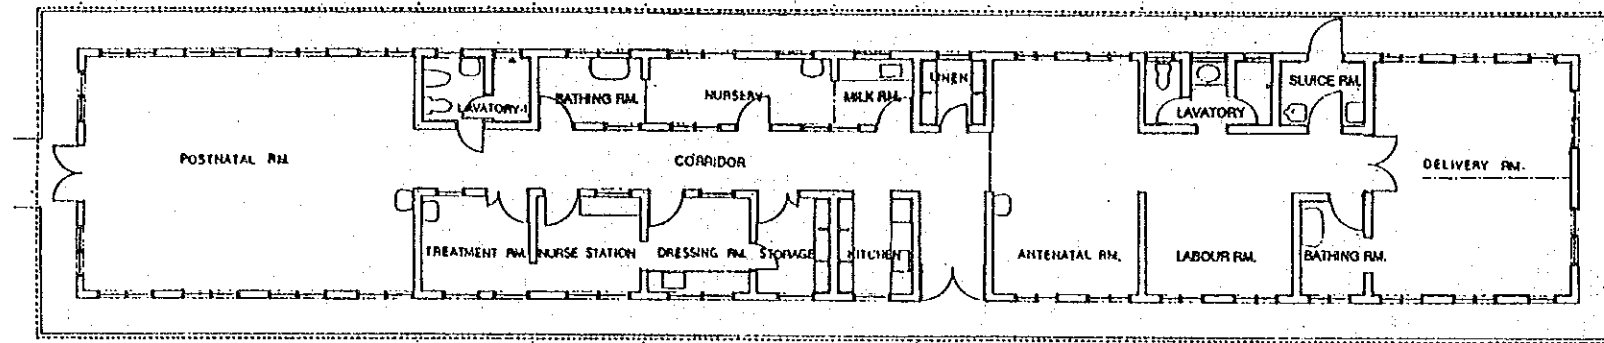 LINEN
SLUICE RM.
BATHING RM.
NURSERY
MILK RM.
LAVATORY-1
LAVATORY
POSTNATAL RM.
CORRIDOR
DELIVERY RM.
TREATMENT RM.
NURSE STATION
DRESSING RM.
STORAGE
KITCHEN
ANTENATAL RM.
LABOUR RM.
BATHING RM.